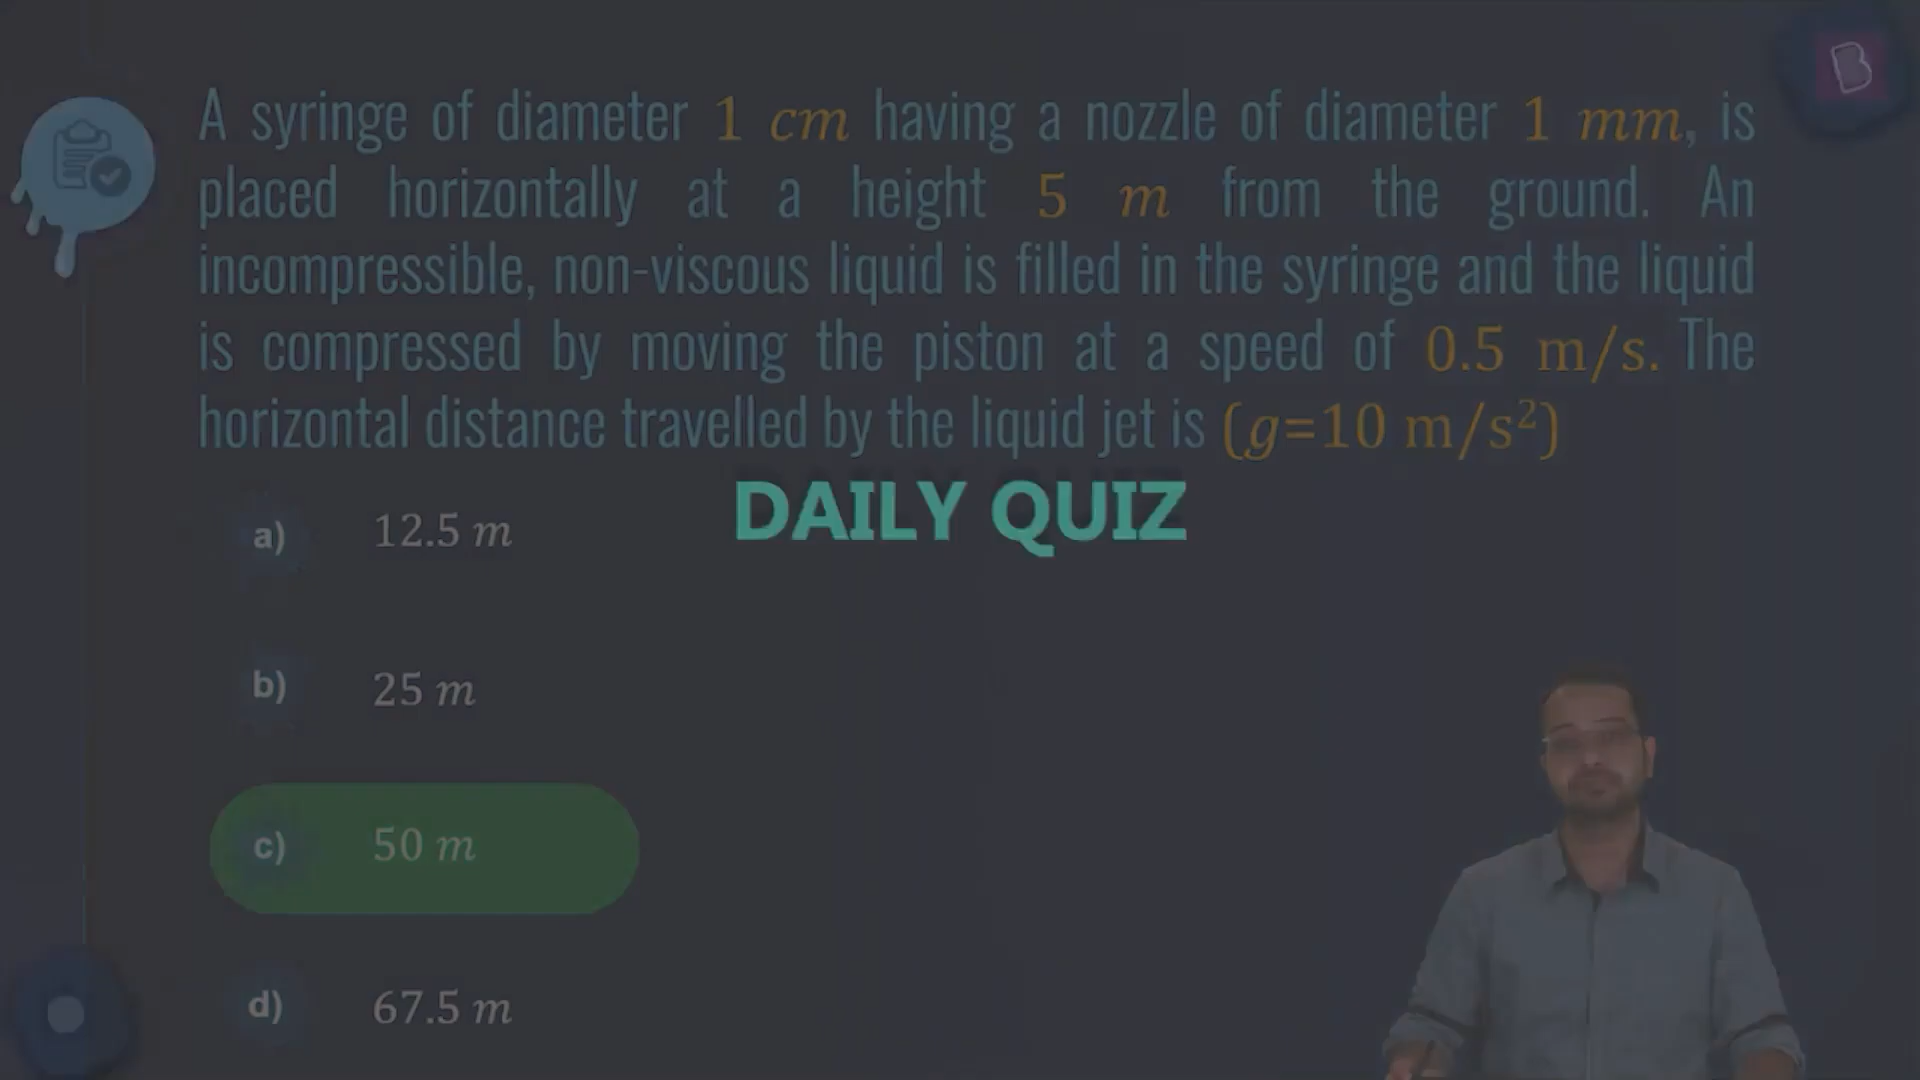 A syringe of diameter 1 cm having a nozzle of diameter 1 mm, is
placed horizontally at a height 5 m from the ground. An
incompressible, non-viscous liquid is filled in the syringe and the liquid
is compressed by moving the piston at a speed of 0.5 m/s. The
horizontal distance travelled by the liquid jet is (g=10 m/s²)
DAILY QUIZ
a) 12.5 m
b) 25 m
c) 50 m
d) 67.5 m
B